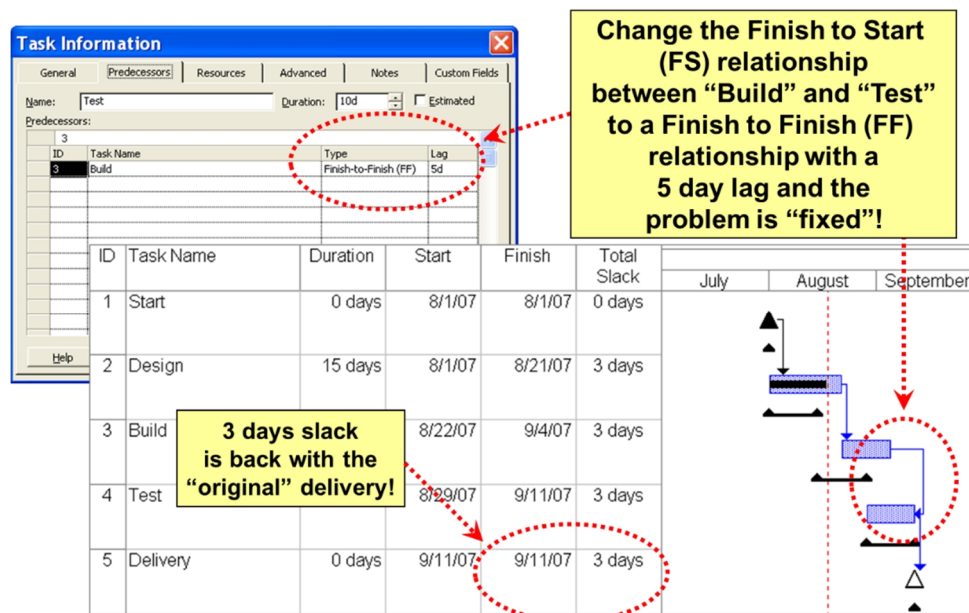 Task Information
General Predecessors Resources Advanced Notes Custom Fields
Name: Test Duration: 10d Estimated
Predecessors:
3
ID Task Name Type Lag
3 Build Finish-to-Finish (FF) 5d
Help
Change the Finish to Start
(FS) relationship
between “Build” and “Test”
to a Finish to Finish (FF)
relationship with a
5 day lag and the
problem is “fixed”!
ID Task Name Duration Start Finish Total
Slack
July August September
1 Start 0 days 8/1/07 8/1/07 0 days
2 Design 15 days 8/1/07 8/21/07 3 days
3 Build 8/22/07 9/4/07 3 days
4 Test 8/29/07 9/11/07 3 days
5 Delivery 0 days 9/11/07 9/11/07 3 days
3 days slack
is back with the
“original” delivery!